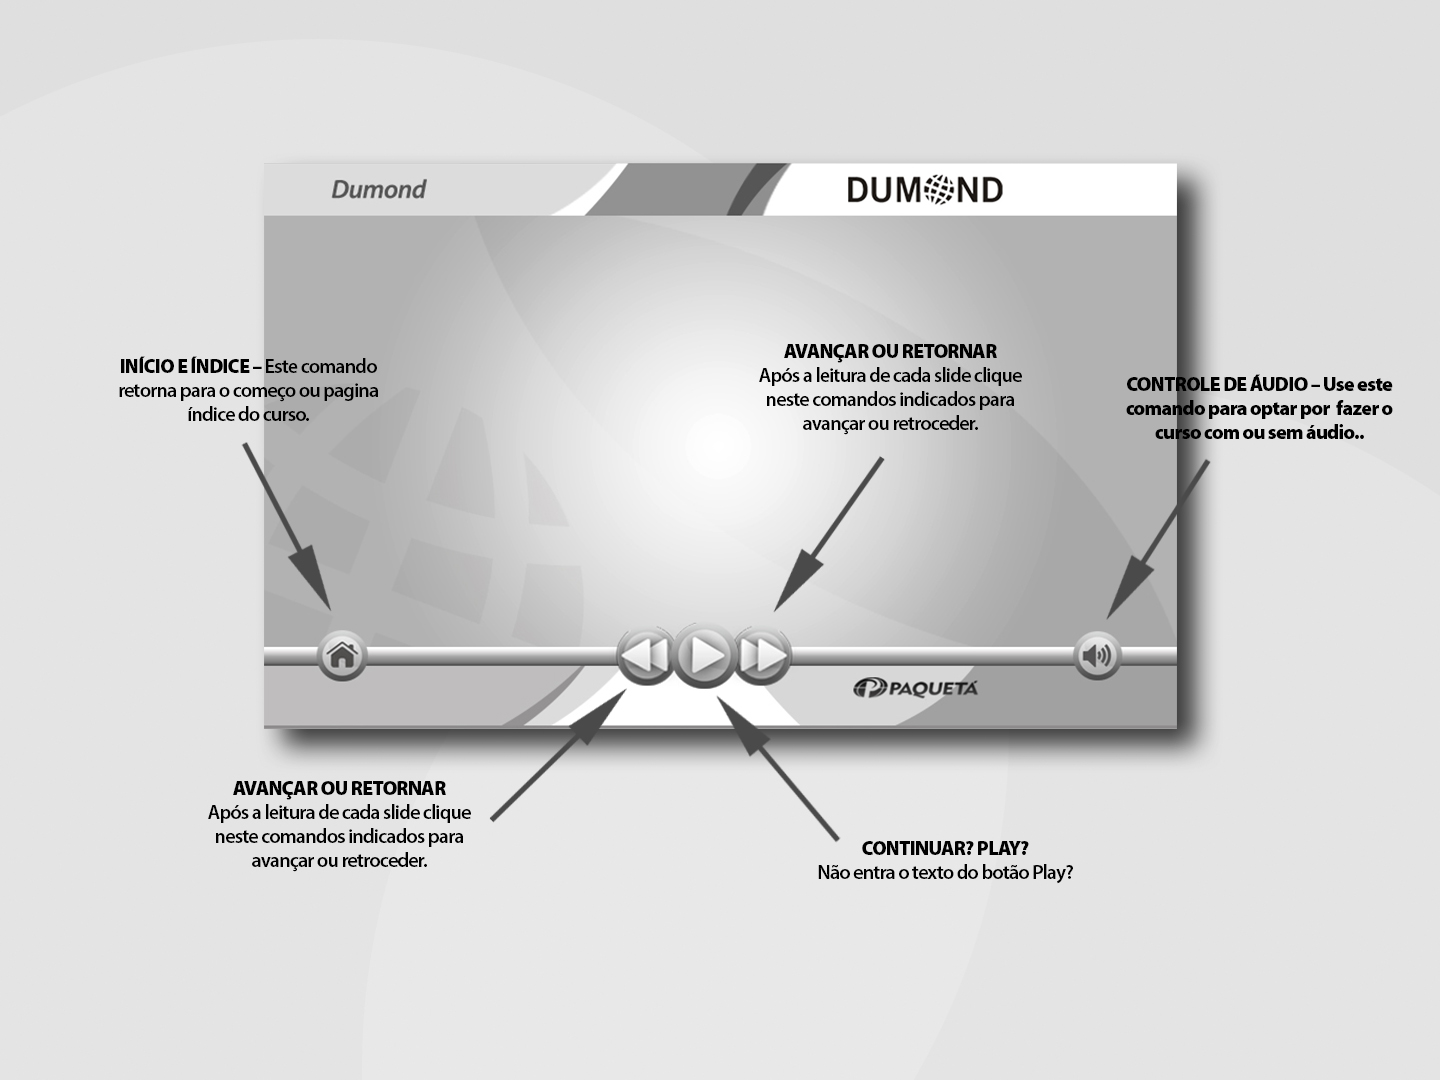 Dumond
DUMOND
INÍCIO E ÍNDICE – Este comando
retorna para o começo ou pagina
índice do curso.
AVANÇAR OU RETORNAR
Após a leitura de cada slide clique
neste comandos indicados para
avançar ou retroceder.
CONTROLE DE ÁUDIO – Use este
comando para optar por fazer o
curso com ou sem áudio..
PAQUETÁ
AVANÇAR OU RETORNAR
Após a leitura de cada slide clique
neste comandos indicados para
avançar ou retroceder.
CONTINUAR? PLAY?
Não entra o texto do botão Play?